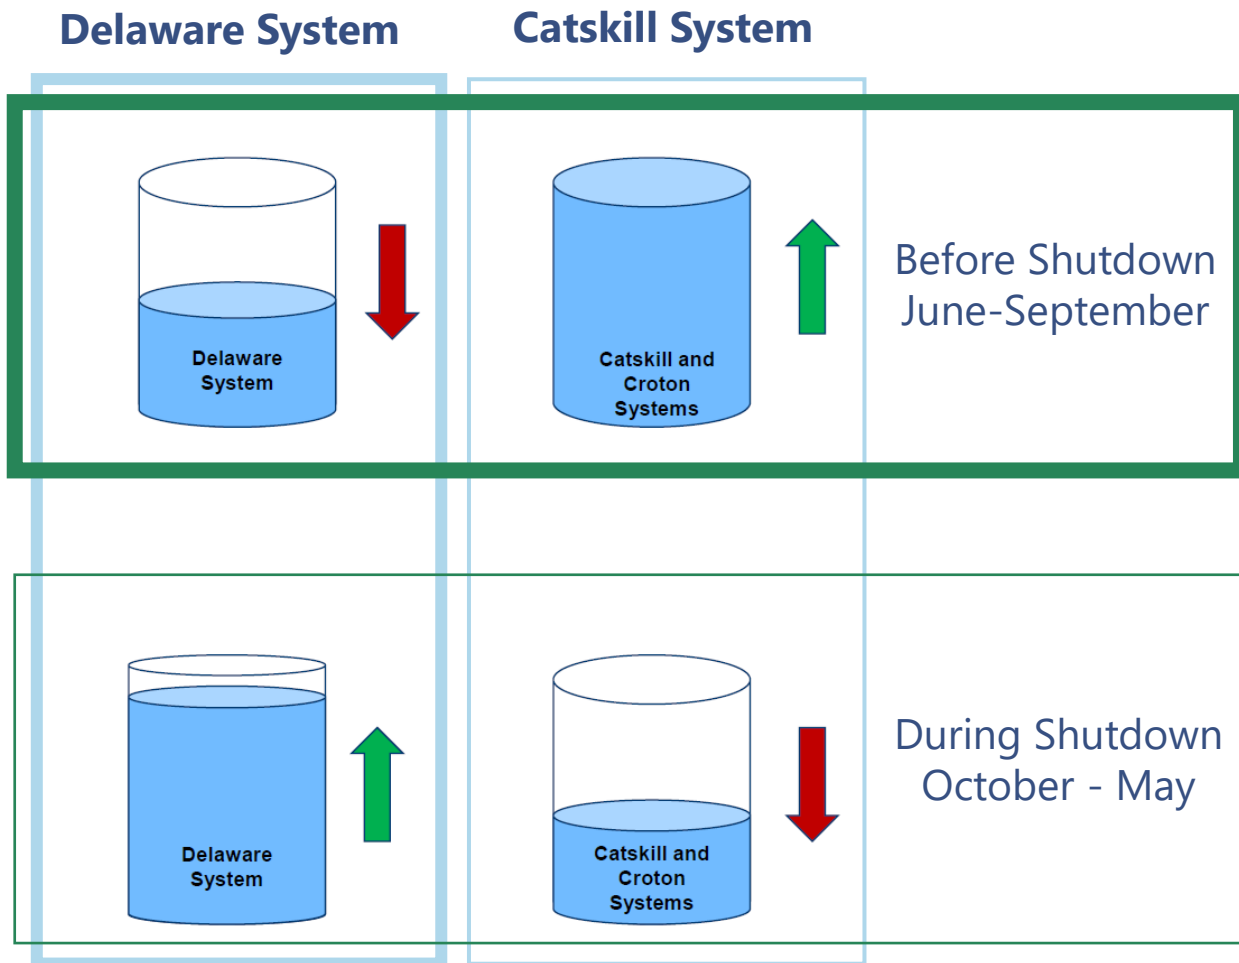 Delaware System
Catskill System
Delaware
System
Catskill and
Croton
Systems
Before Shutdown
June-September
Delaware
System
Catskill and
Croton
Systems
During Shutdown
October - May